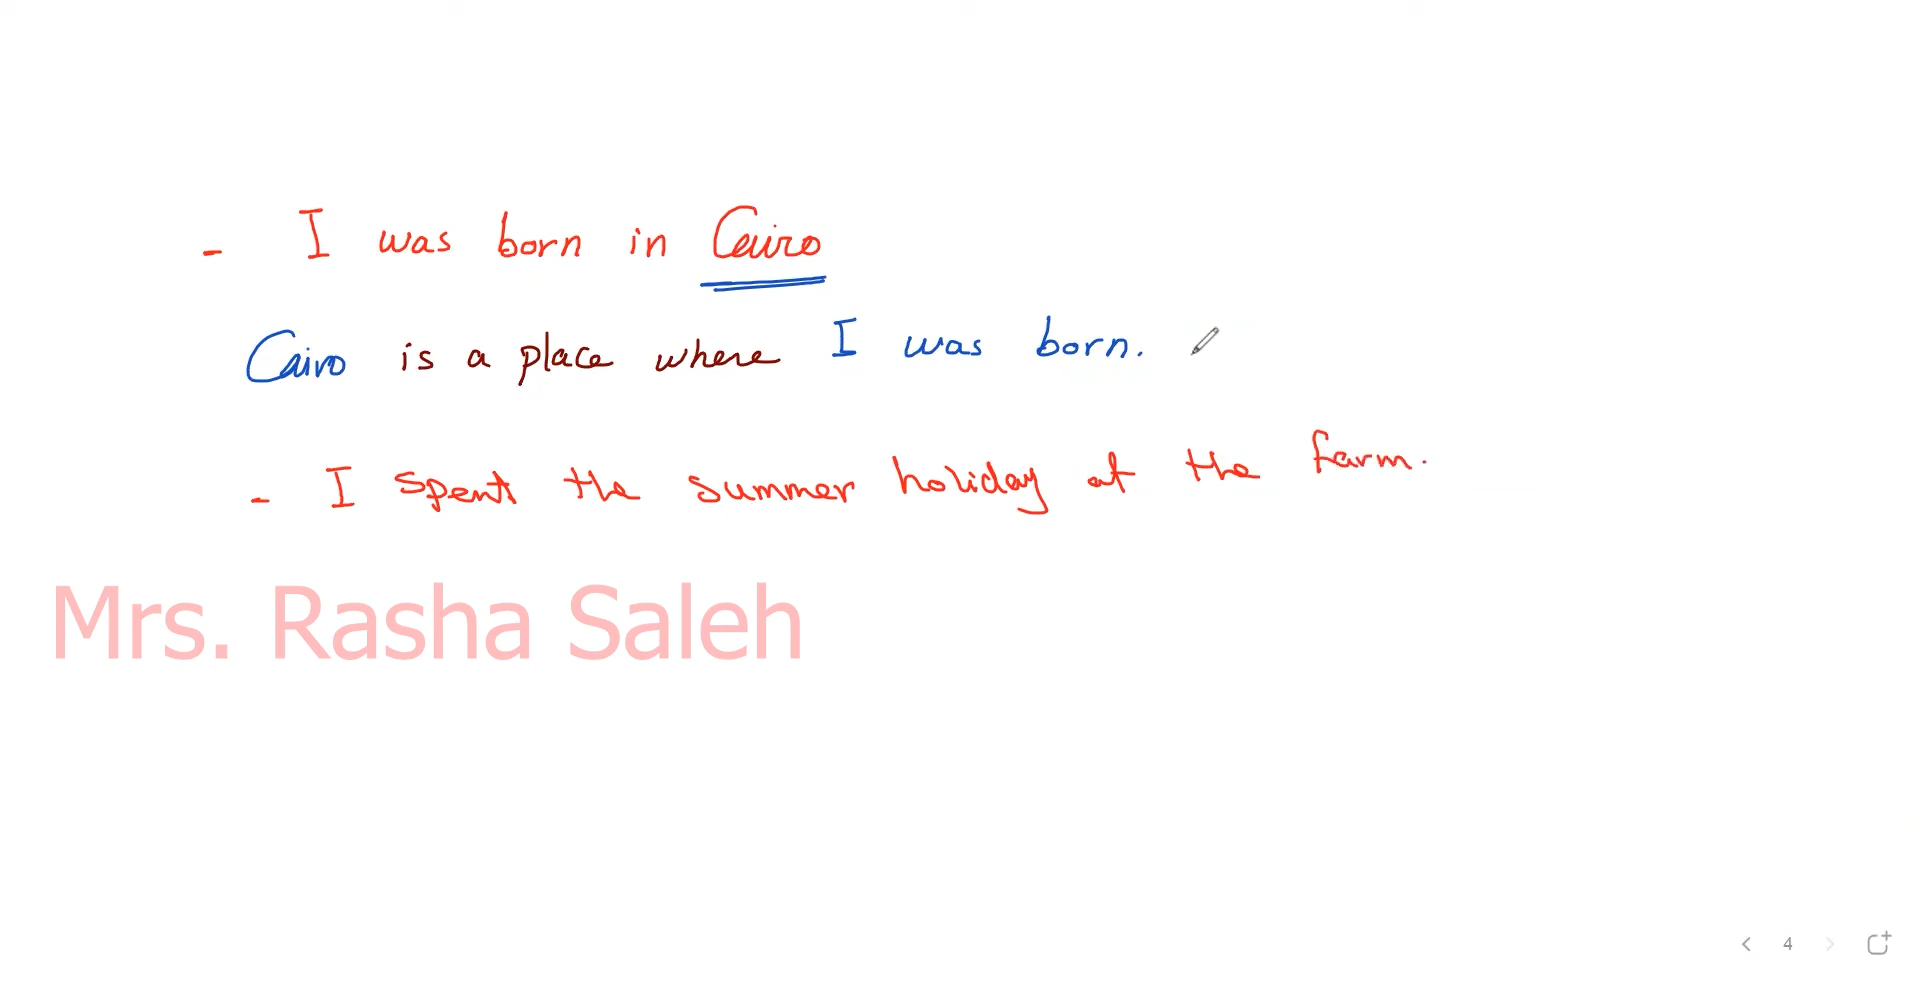 - I was born in Cairo
Cairo is a place where I was born.
- I spent the summer holiday at the farm.
Mrs. Rasha Saleh
4